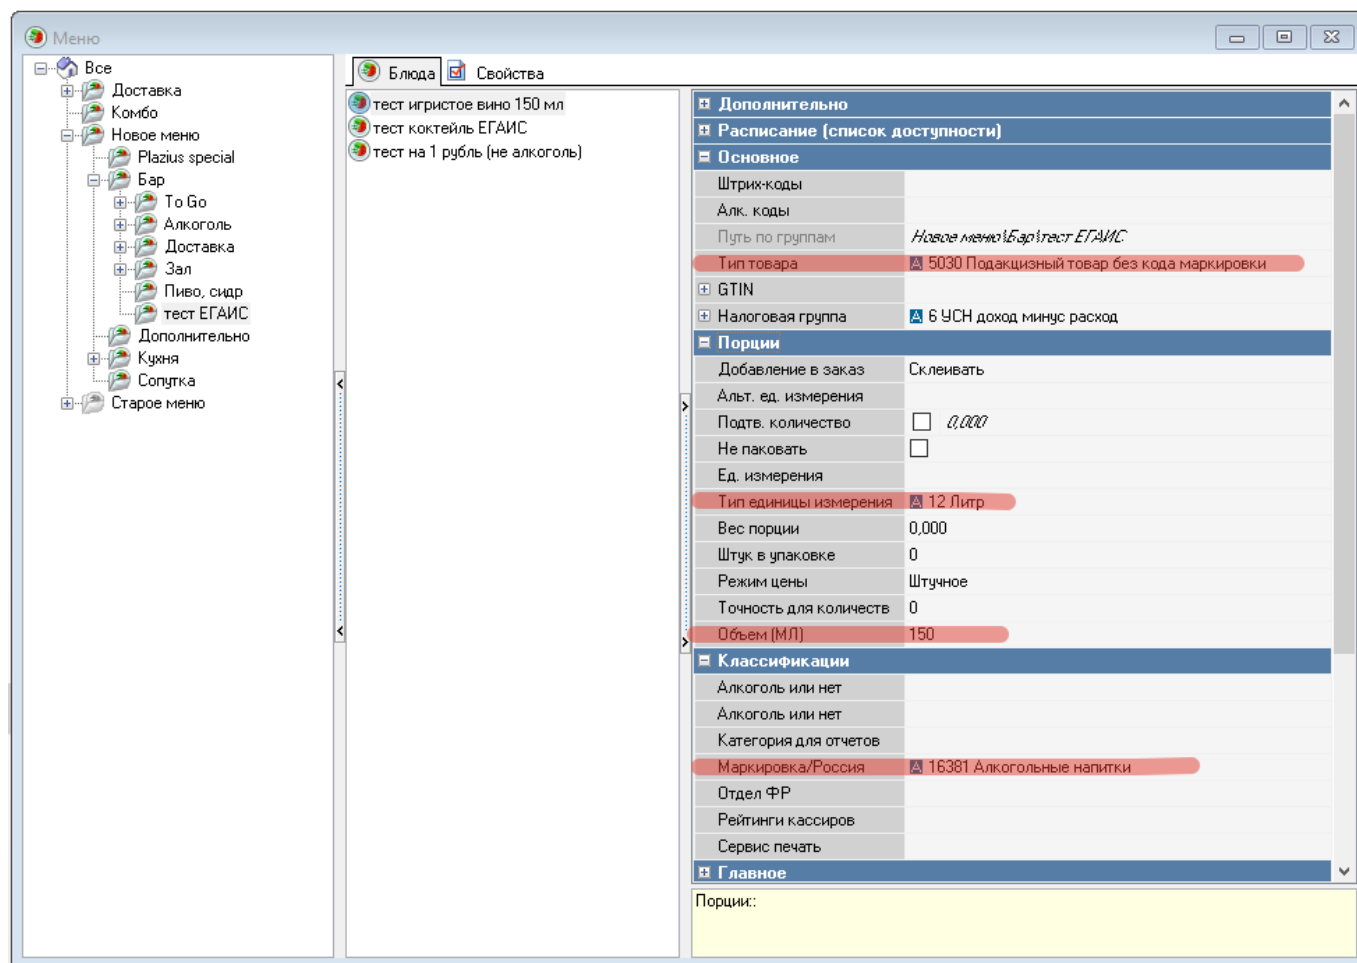 Меню
Все
Доставка
Комбо
Новое меню
Plazius special
Бар
To Go
Алкоголь
Доставка
Зал
Пиво, сидр
тест ЕГАИС
Дополнительно
Кухня
Сопутка
Старое меню
Блюда Свойства
тест игристое вино 150 мл
тест коктейль ЕГАИС
тест на 1 рубль (не алкоголь)
Дополнительно
Расписание (список доступности)
Основное
Штрих-коды
Алк. коды
Путь по группам Новое меню\Бар\тест ЕГАИС
Тип товара A 5030 Подакцизный товар без кода маркировки
GTIN
Налоговая группа A 6 УСН доход минус расход
Порции
Добавление в заказ Склеивать
Альт. ед. измерения
Подтв. количество 0,000
Не паковать
Ед. измерения
Тип единицы измерения A 12 Литр
Вес порции 0,000
Штук в упаковке 0
Режим цены Штучное
Точность для количеств 0
Объем (МЛ) 150
Классификации
Алкоголь или нет
Алкоголь или нет
Категория для отчетов
Маркировка/Россия A 16381 Алкогольные напитки
Отдел ФР
Рейтинги кассиров
Сервис печать
Главное
Порции::